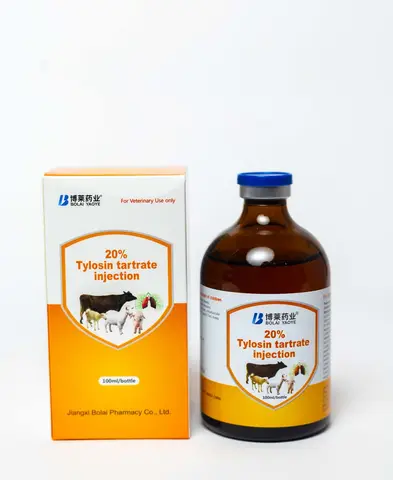 博莱药业®
BOLAI YAOYE
For Veterinary Use only
20%
Tylosin tartrate
injection
100ml/bottle
Jiangxi Bolai Pharmacy Co., Ltd.
博莱药业®
BOLAI YAOYE
20%
Tylosin tartrate
injection
100ml/bottle